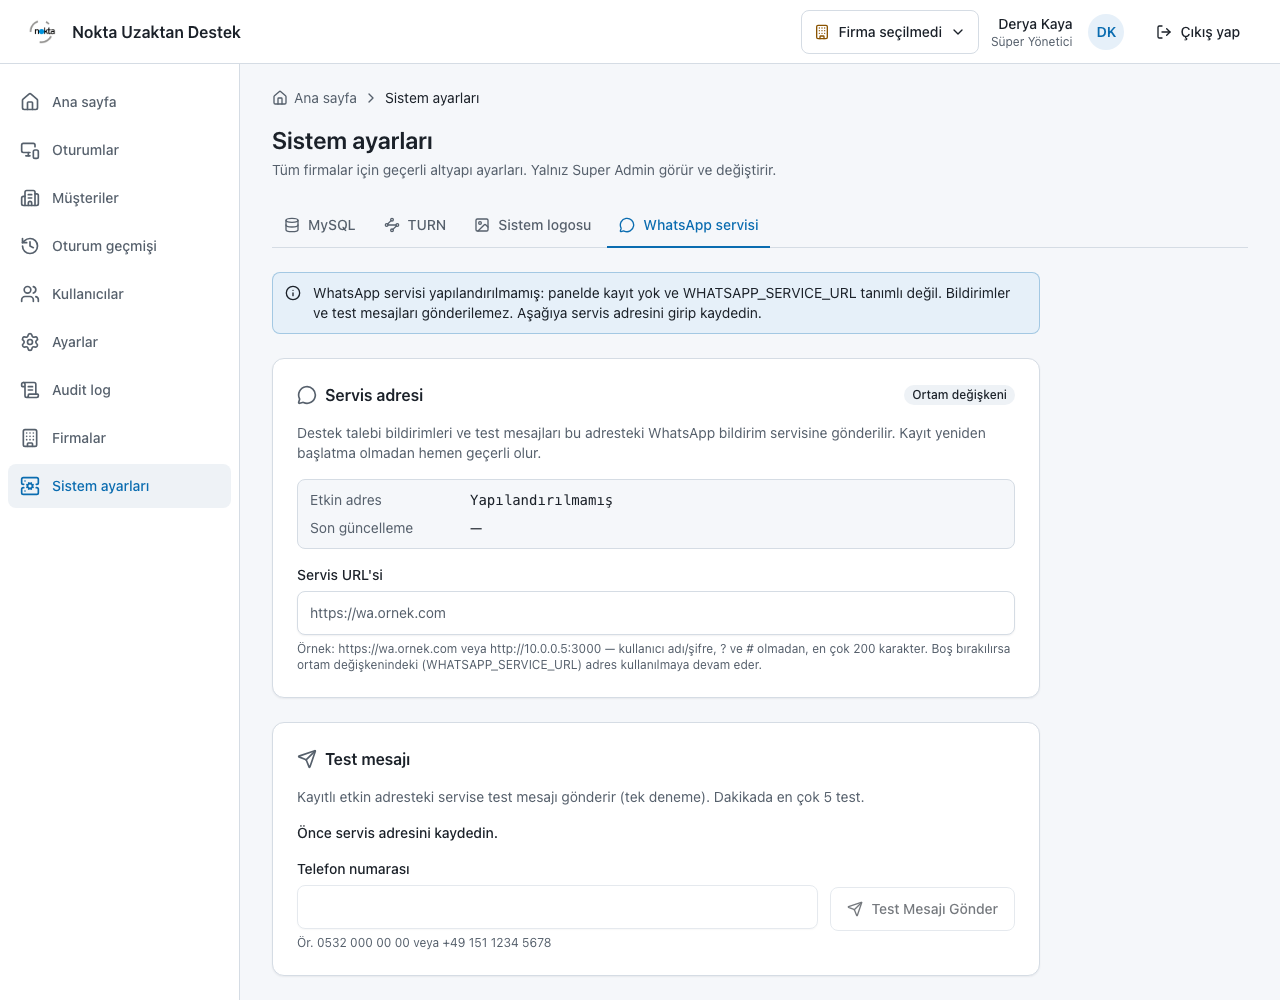 nokta
Nokta Uzaktan Destek
Firma seçilmedi
Derya Kaya
Süper Yönetici
DK
Çıkış yap
Ana sayfa
Oturumlar
Müşteriler
Oturum geçmişi
Kullanıcılar
Ayarlar
Audit log
Firmalar
Sistem ayarları
Ana sayfa > Sistem ayarları
Sistem ayarları
Tüm firmalar için geçerli altyapı ayarları. Yalnız Super Admin görür ve değiştirir.
MySQL
TURN
Sistem logosu
WhatsApp servisi
WhatsApp servisi yapılandırılmamış: panelde kayıt yok ve WHATSAPP_SERVICE_URL tanımlı değil. Bildirimler
ve test mesajları gönderilemez. Aşağıya servis adresini girip kaydedin.
Servis adresi
Ortam değişkeni
Destek talebi bildirimleri ve test mesajları bu adresteki WhatsApp bildirim servisine gönderilir. Kayıt yeniden
başlatma olmadan hemen geçerli olur.
Etkin adres Yapılandırılmamış
Son güncelleme —
Servis URL'si
https://wa.ornek.com
Örnek: https://wa.ornek.com veya http://10.0.0.5:3000 — kullanıcı adı/şifre, ? ve # olmadan, en çok 200 karakter. Boş bırakılırsa
ortam değişkenindeki (WHATSAPP_SERVICE_URL) adres kullanılmaya devam eder.
Test mesajı
Kayıtlı etkin adresteki servise test mesajı gönderir (tek deneme). Dakikada en çok 5 test.
Önce servis adresini kaydedin.
Telefon numarası
Test Mesajı Gönder
Ör. 0532 000 00 00 veya +49 151 1234 5678